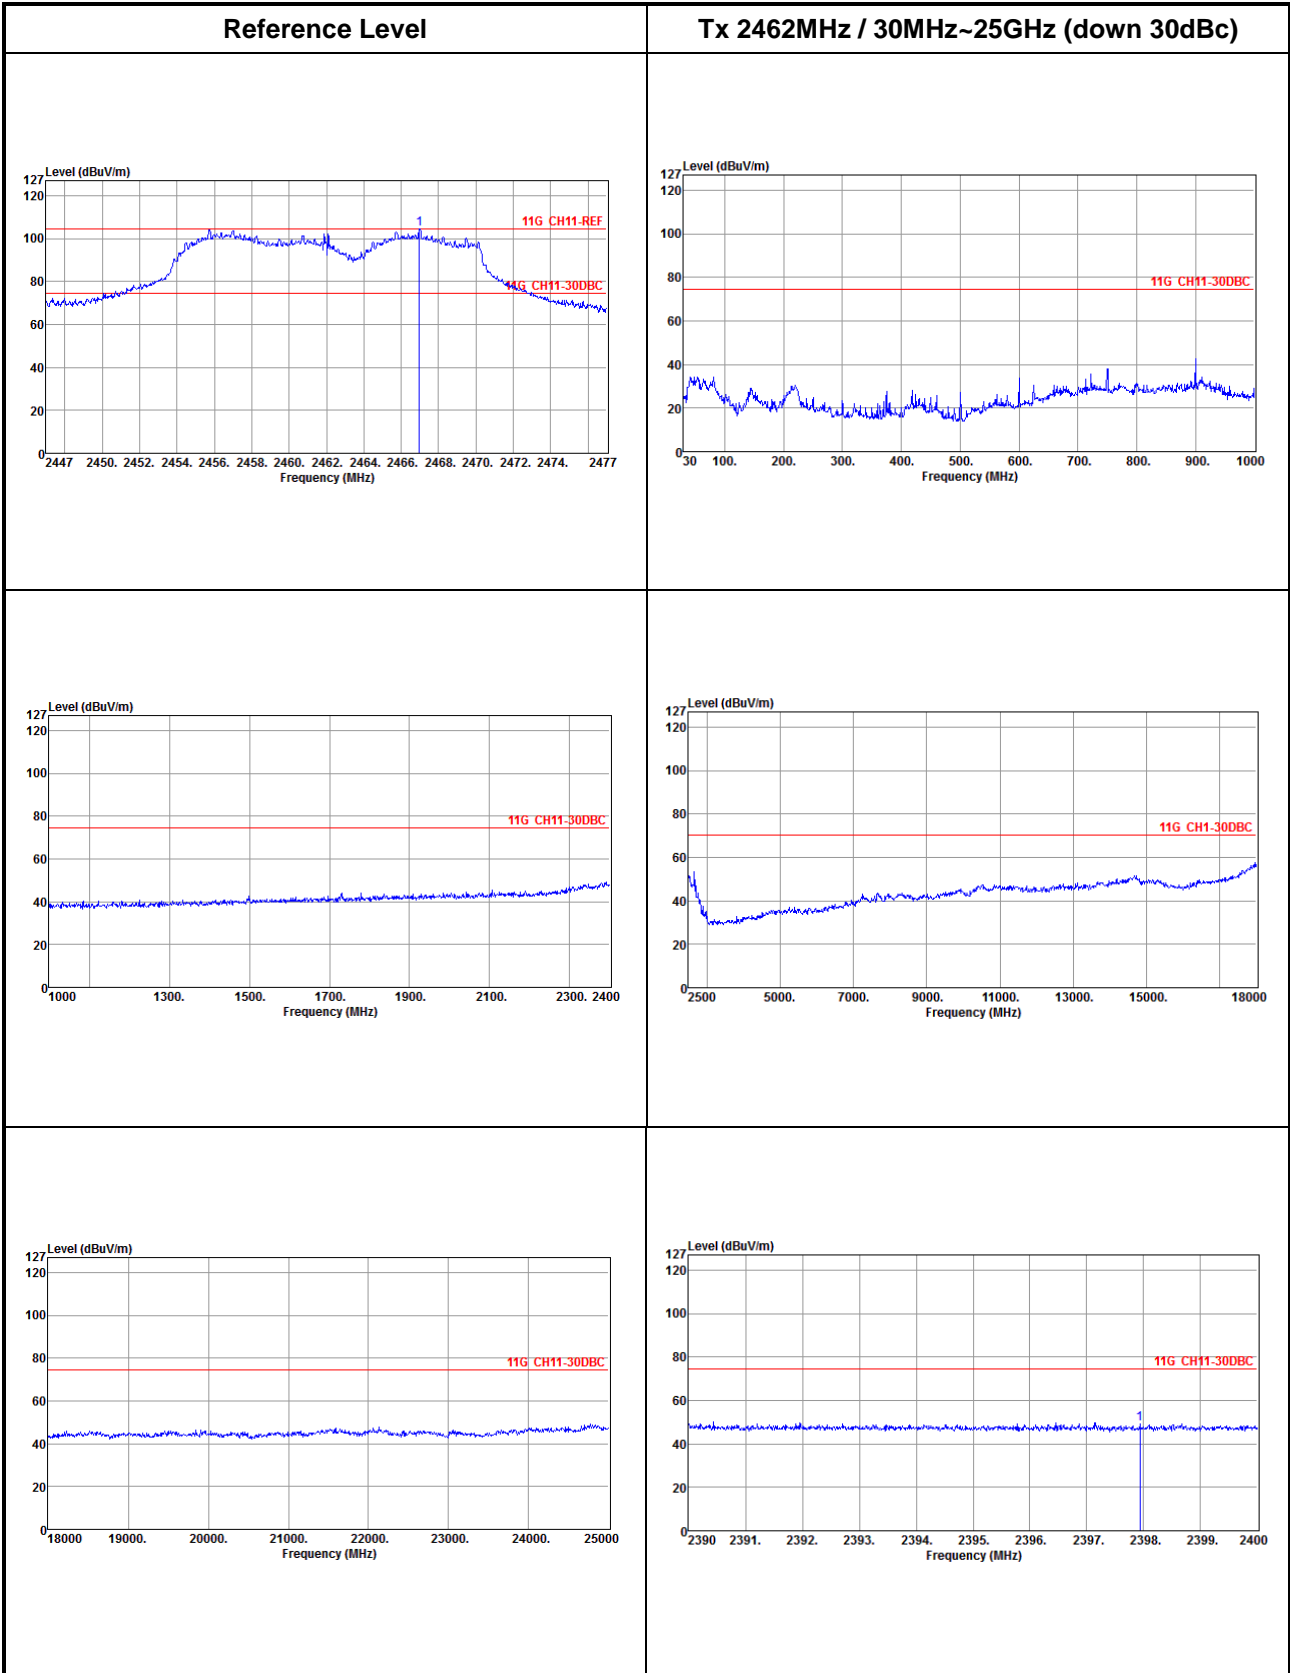 Reference Level
Tx 2462MHz / 30MHz~25GHz (down 30dBc)
Level (dBuV/m)
127
120
11G CH11-REF
1
100
80
11G CH11-30DBC
60
40
20
0
2447 2450. 2452. 2454. 2456. 2458. 2460. 2462. 2464. 2466. 2468. 2470. 2472. 2474. 2477
Frequency (MHz)
Level (dBuV/m)
127
120
100
80
11G CH11-30DBC
60
40
20
0
30 100. 200. 300. 400. 500. 600. 700. 800. 900. 1000
Frequency (MHz)
Level (dBuV/m)
127
120
100
80
11G CH11-30DBC
60
40
20
0
1000 1300. 1500. 1700. 1900. 2100. 2300. 2400
Frequency (MHz)
Level (dBuV/m)
127
120
100
80
11G CH1-30DBC
60
40
20
0
2500 5000. 7000. 9000. 11000. 13000. 15000. 18000
Frequency (MHz)
Level (dBuV/m)
127
120
100
80
11G CH11-30DBC
60
40
20
0
18000 19000. 20000. 21000. 22000. 23000. 24000. 25000
Frequency (MHz)
Level (dBuV/m)
127
120
100
80
11G CH11-30DBC
60
1
40
20
0
2390 2391. 2392. 2393. 2394. 2395. 2396. 2397. 2398. 2399. 2400
Frequency (MHz)